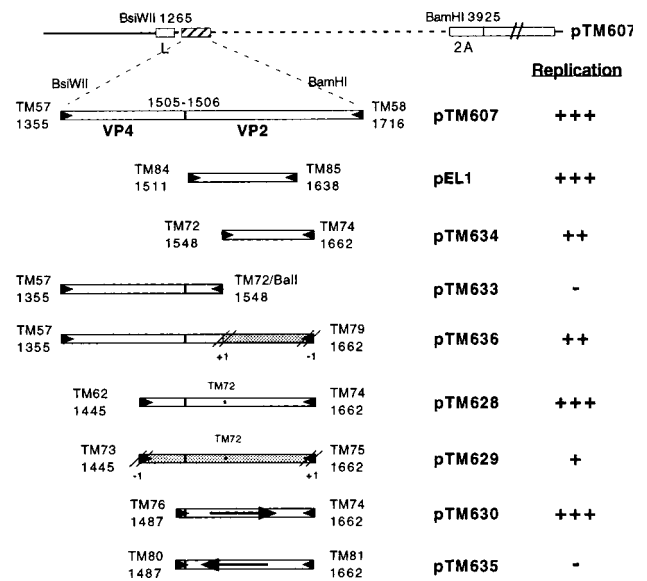 BsiWII 1265 BamHI 3925 pTM607
L 2A
BsiWII BamHI Replication
TM57 1505-1506 TM58
1355 VP4 VP2 1716 pTM607 +++
TM84 TM85
1511 1638 pEL1 +++
TM72 TM74
1548 1662 pTM634 ++
TM57 TM72/Ball
1355 1548 pTM633 -
TM57 TM79
1355 1662 pTM636 ++
+1 -1
TM62 TM72 TM74
1445 1662 pTM628 +++
TM73 TM72 TM75
1445 1662 pTM629 +
-1 +1
TM76 TM74
1487 1662 pTM630 +++
TM80 TM81
1487 1662 pTM635 -